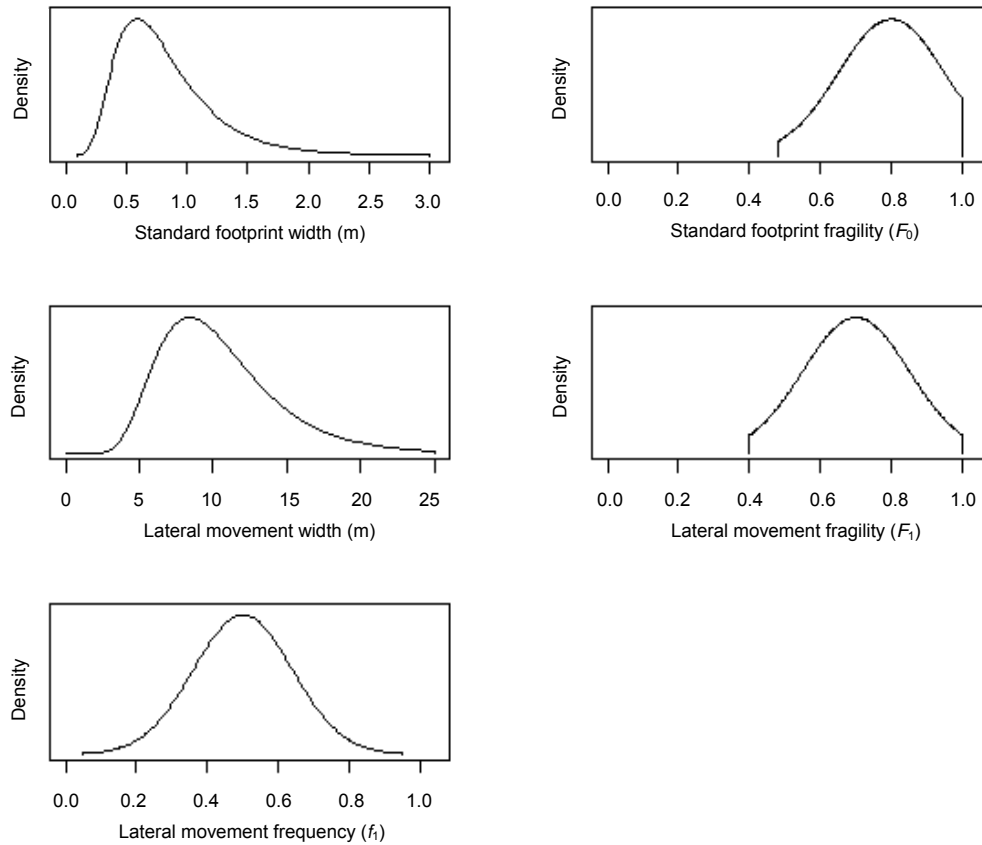 Density
0.0 0.5 1.0 1.5 2.0 2.5 3.0
Standard footprint width (m)
Density
0.0 0.2 0.4 0.6 0.8 1.0
Standard footprint fragility (F₀)
Density
0 5 10 15 20 25
Lateral movement width (m)
Density
0.0 0.2 0.4 0.6 0.8 1.0
Lateral movement fragility (F₁)
Density
0.0 0.2 0.4 0.6 0.8 1.0
Lateral movement frequency (f₁)